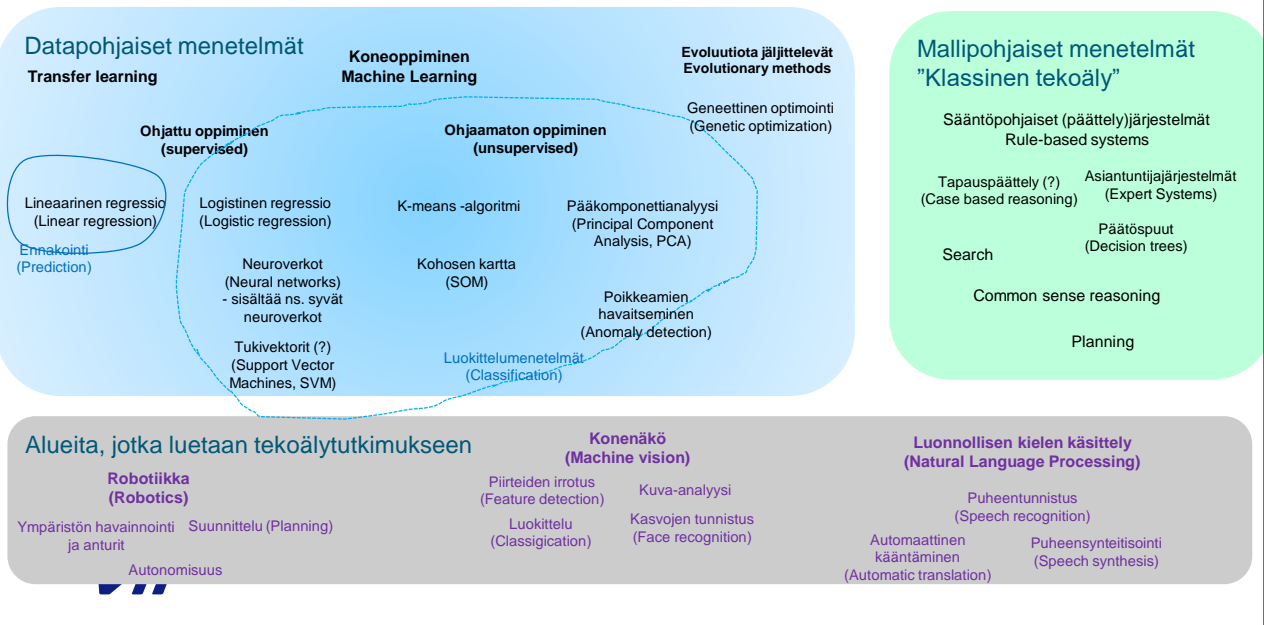 Datapohjaiset menetelmät
Transfer learning
Koneoppiminen
Machine Learning
Evoluutiota jäljittelevät
Evolutionary methods
Geneettinen optimointi
(Genetic optimization)
Ohjattu oppiminen
(supervised)
Ohjaamaton oppiminen
(unsupervised)
Lineaarinen regressio
(Linear regression)
Ennakointi
(Prediction)
Logistinen regressio
(Logistic regression)
Neuroverkot
(Neural networks)
- sisältää ns. syvät
neuroverkot
Tukivektorit (?)
(Support Vector
Machines, SVM)
K-means -algoritmi
Kohosen kartta
(SOM)
Luokittelumenetelmät
(Classification)
Pääkomponettianalyysi
(Principal Component
Analysis, PCA)
Poikkeamien
havaitseminen
(Anomaly detection)
Mallipohjaiset menetelmät
”Klassinen tekoäly”
Sääntöpohjaiset (päättely)järjestelmät
Rule-based systems
Tapauspäättely (?)
(Case based reasoning)
Asiantuntijajärjestelmät
(Expert Systems)
Päätöspuut
(Decision trees)
Search
Common sense reasoning
Planning
Alueita, jotka luetaan tekoälytutkimukseen
Robotiikka
(Robotics)
Ympäristön havainnointi
ja anturit
Suunnittelu (Planning)
Autonomisuus
Konenäkö
(Machine vision)
Piirteiden irrotus
(Feature detection)
Kuva-analyysi
Luokittelu
(Classigication)
Kasvojen tunnistus
(Face recognition)
Luonnollisen kielen käsittely
(Natural Language Processing)
Puheentunnistus
(Speech recognition)
Automaattinen
kääntäminen
(Automatic translation)
Puheensynteitisointi
(Speech synthesis)